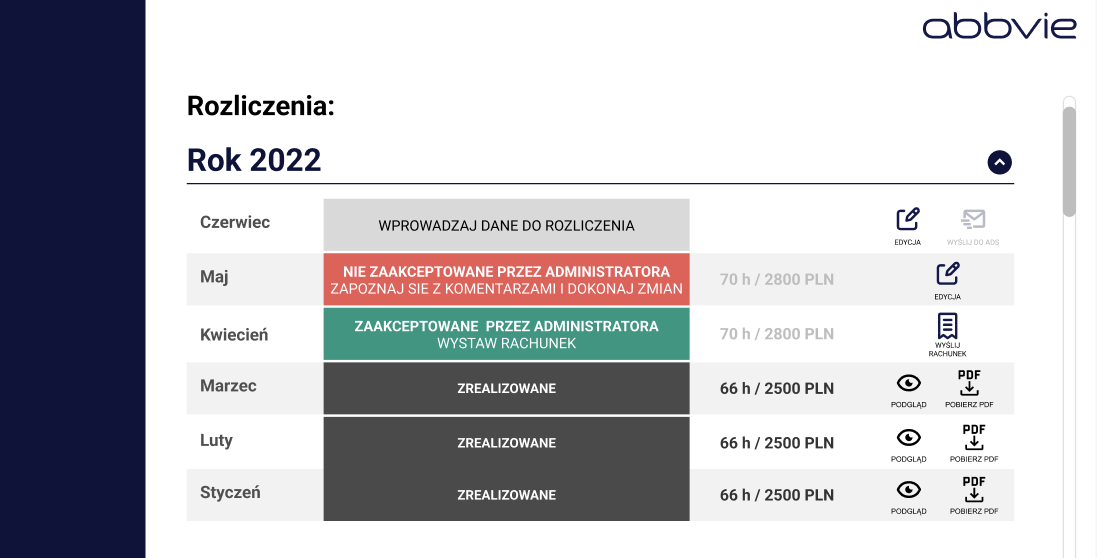 abbvie
Rozliczenia:
Rok 2022
Czerwiec
WPROWADZAJ DANE DO ROZLICZENIA
EDYCJA
WYŚLIJ DO ADS
Maj
NIE ZAAKCEPTOWANE PRZEZ ADMINISTRATORA
ZAPOZNAJ SIE Z KOMENTARZAMI I DOKONAJ ZMIAN
70 h / 2800 PLN
EDYCJA
Kwiecień
ZAAKCEPTOWANE PRZEZ ADMINISTRATORA
WYSTAW RACHUNEK
70 h / 2800 PLN
WYŚLIJ
RACHUNEK
Marzec
ZREALIZOWANE
66 h / 2500 PLN
PODGLĄD
PDF
POBIERZ PDF
Luty
ZREALIZOWANE
66 h / 2500 PLN
PODGLĄD
PDF
POBIERZ PDF
Styczeń
ZREALIZOWANE
66 h / 2500 PLN
PODGLĄD
PDF
POBIERZ PDF